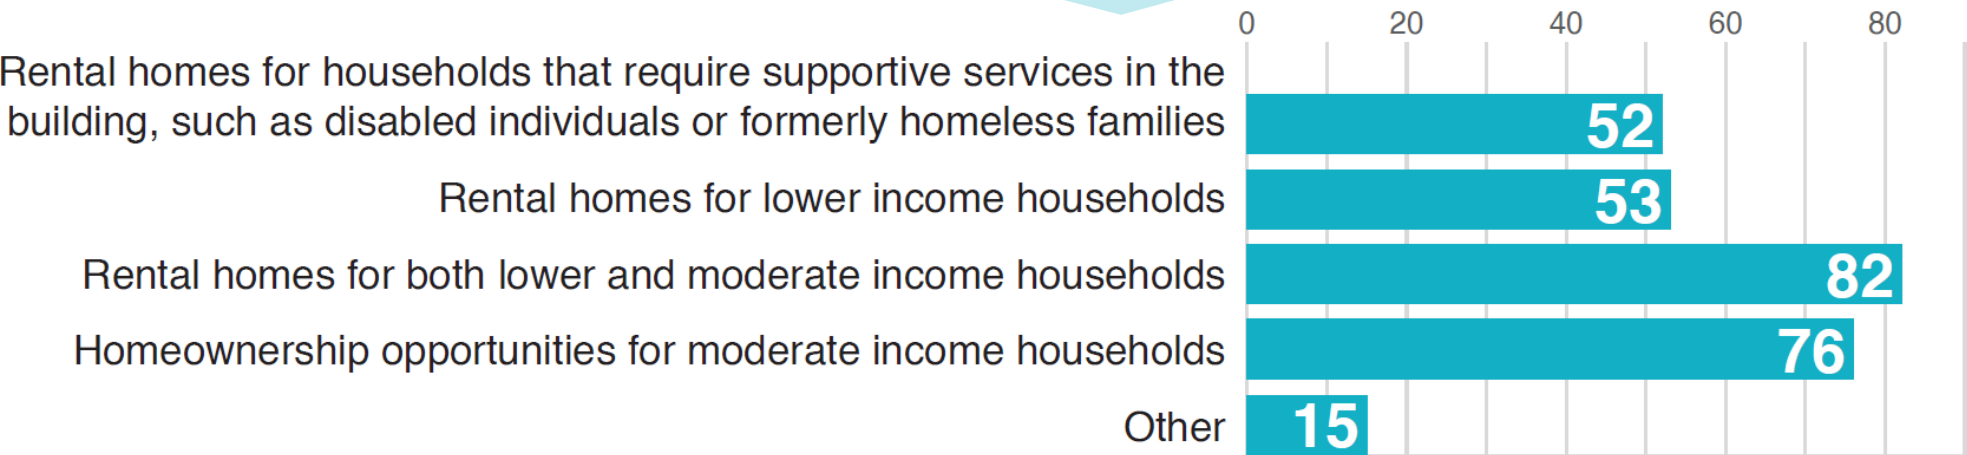 0 20 40 60 80
Rental homes for households that require supportive services in the
building, such as disabled individuals or formerly homeless families
52
Rental homes for lower income households 53
Rental homes for both lower and moderate income households 82
Homeownership opportunities for moderate income households 76
Other 15